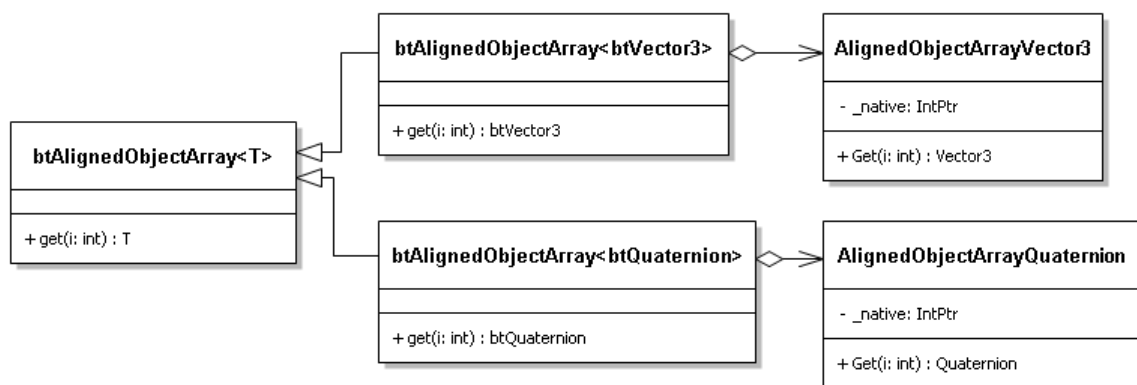 btAlignedObjectArray<T>
+ get(i: int) : T
btAlignedObjectArray<btVector3>
+ get(i: int) : btVector3
AlignedObjectArrayVector3
- _native: IntPtr
+ Get(i: int) : Vector3
btAlignedObjectArray<btQuaternion>
+ get(i: int) : btQuaternion
AlignedObjectArrayQuaternion
- _native: IntPtr
+ Get(i: int) : Quaternion